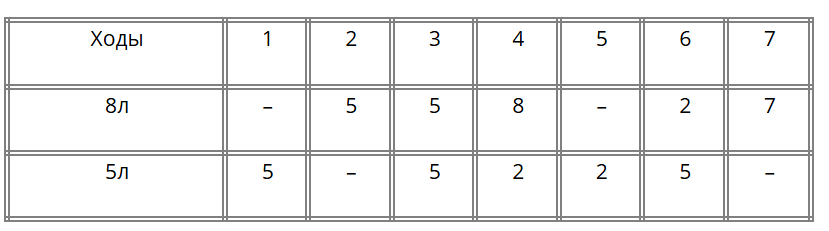 Ходы 1 2 3 4 5 6 7
8л – 5 5 8 – 2 7
5л 5 – 5 2 2 5 –